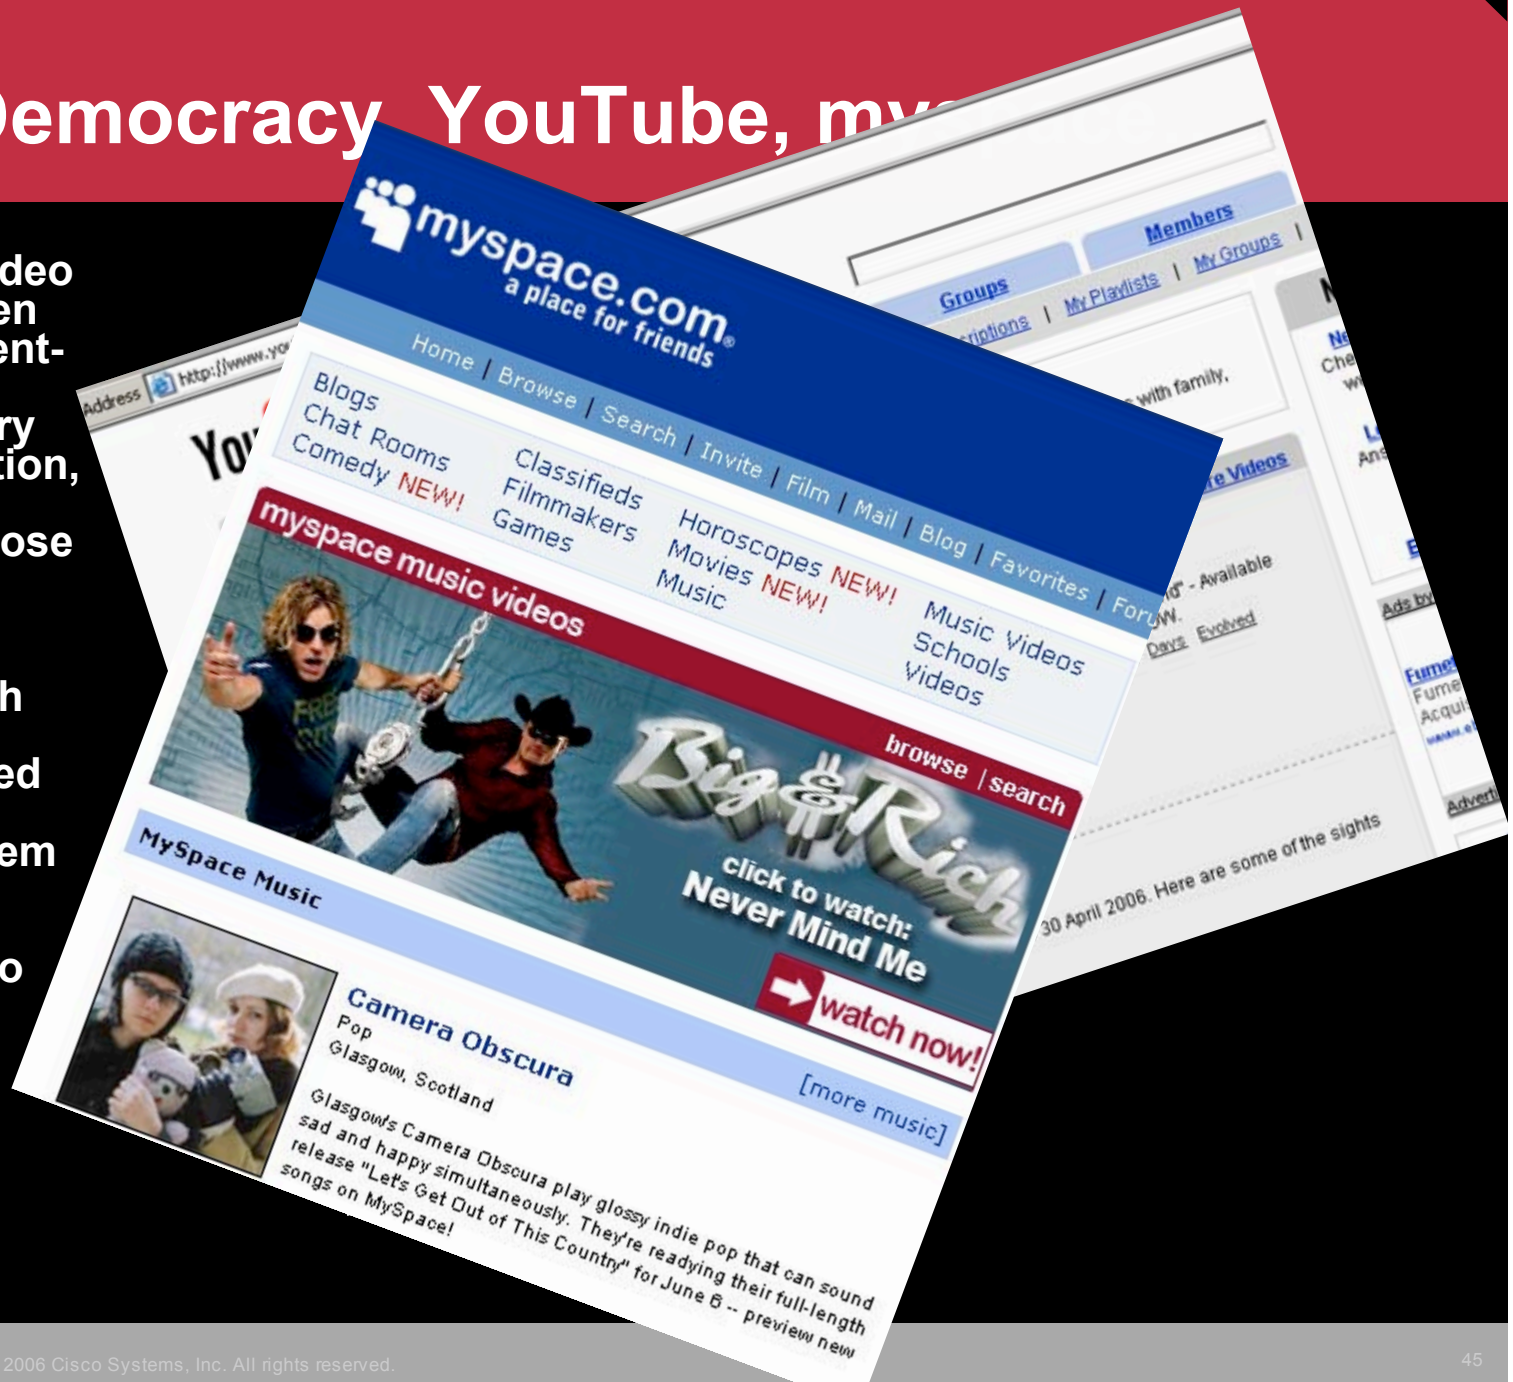 Democracy, YouTube, my
deo
en
ent-
ry
tion,
ose
h
ed
em
o
Address http://www.yo
You
Members
Groups
My Playlists | My Groups |
with family,
Videos
Available
Days Evolved
30 April 2006. Here are some of the sights
Ads by
myspace.com®
a place for friends
Home | Browse | Search | Invite | Film | Mail | Blog | Favorites | Foru
Blogs
Chat Rooms
Comedy NEW!
Classifieds
Filmmakers
Games
Horoscopes NEW!
Movies NEW!
Music
Music Videos
Schools
Videos
myspace music videos
browse | search
Big & Rich
click to watch:
Never Mind Me
watch now!
MySpace Music
[more music]
Camera Obscura
Pop
Glasgow, Scotland
Glasgow's Camera Obscura play glossy indie pop that can sound
sad and happy simultaneously. They're readying their full-length
release "Let's Get Out of This Country" for June 6 -- preview new
songs on MySpace!
2006 Cisco Systems, Inc. All rights reserved.
45